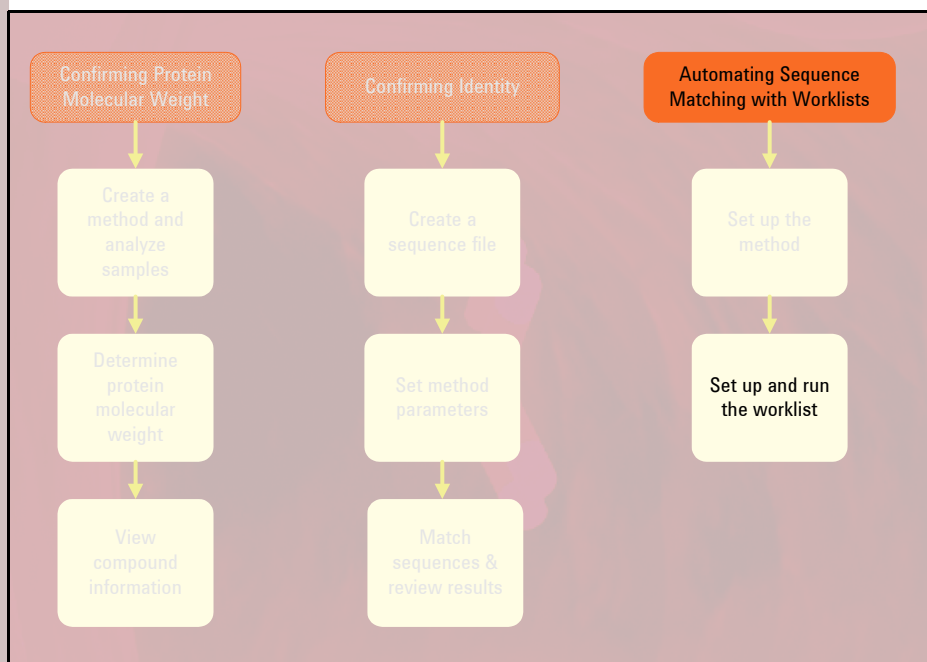 Confirming Protein
Molecular Weight
Create a
method and
analyze
samples
Determine
protein
molecular
weight
View
compound
information
Confirming Identity
Create a
sequence file
Set method
parameters
Match
sequences &
review results
Automating Sequence
Matching with Worklists
Set up the
method
Set up and run
the worklist